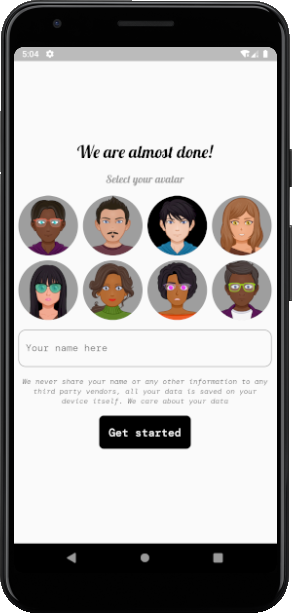 5:04
We are almost done!
Select your avatar
Your name here
We never share your name or any other information to any
third party vendors, all your data is saved on your
device itself. We care about your data
Get started